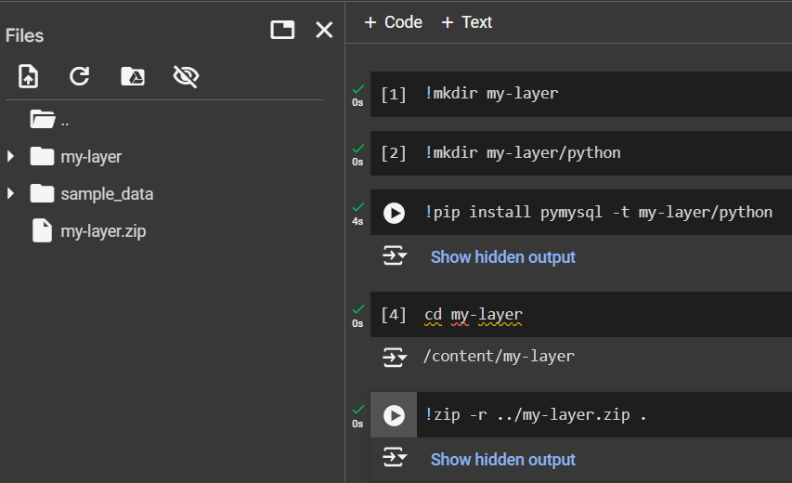 Files
..
my-layer
sample_data
my-layer.zip
+ Code + Text
0s [1] !mkdir my-layer
0s [2] !mkdir my-layer/python
4s !pip install pymysql -t my-layer/python
Show hidden output
0s [4] cd my-layer
/content/my-layer
0s !zip -r ../my-layer.zip .
Show hidden output